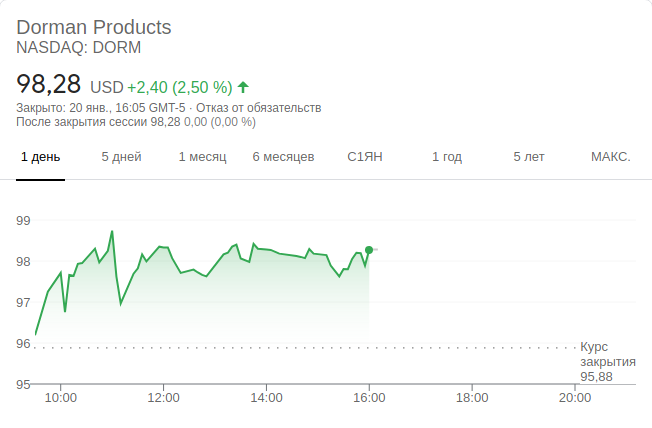 Dorman Products
NASDAQ: DORM
98,28 USD +2,40 (2,50 %)
Закрыто: 20 янв., 16:05 GMT-5 · Отказ от обязательств
После закрытия сессии 98,28 0,00 (0,00 %)
1 день 5 дней 1 месяц 6 месяцев С1ЯН 1 год 5 лет МАКС.
99
98
97
96
Курс
закрытия
95,88
95
10:00 12:00 14:00 16:00 18:00 20:00